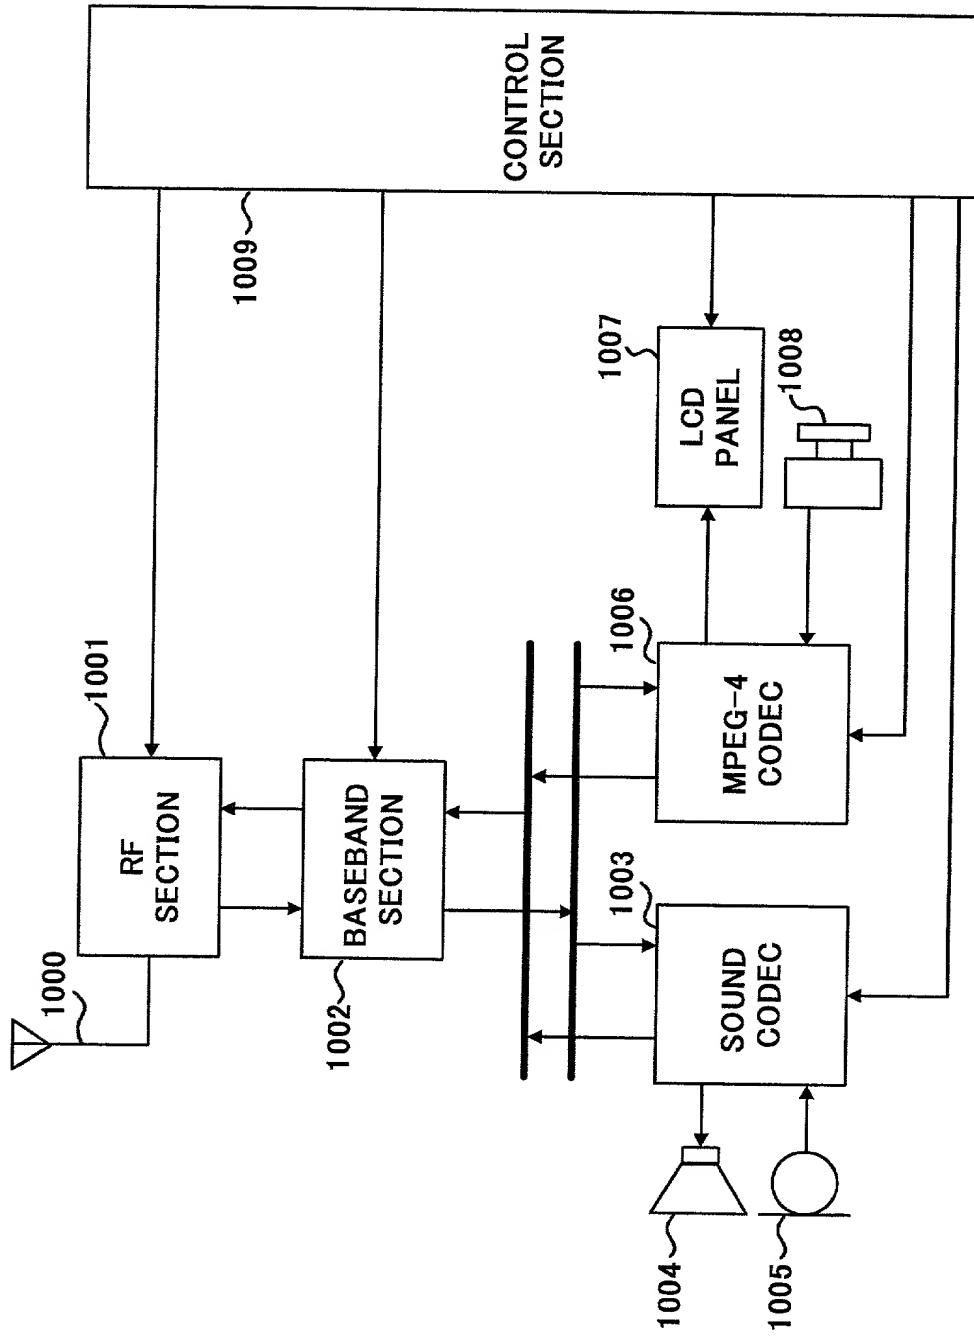 1000
1001
RF
SECTION
1002
BASEBAND
SECTION
1009
CONTROL
SECTION
1003
SOUND
CODEC
1004
1005
1006
MPEG-4
CODEC
1007
LCD
PANEL
1008